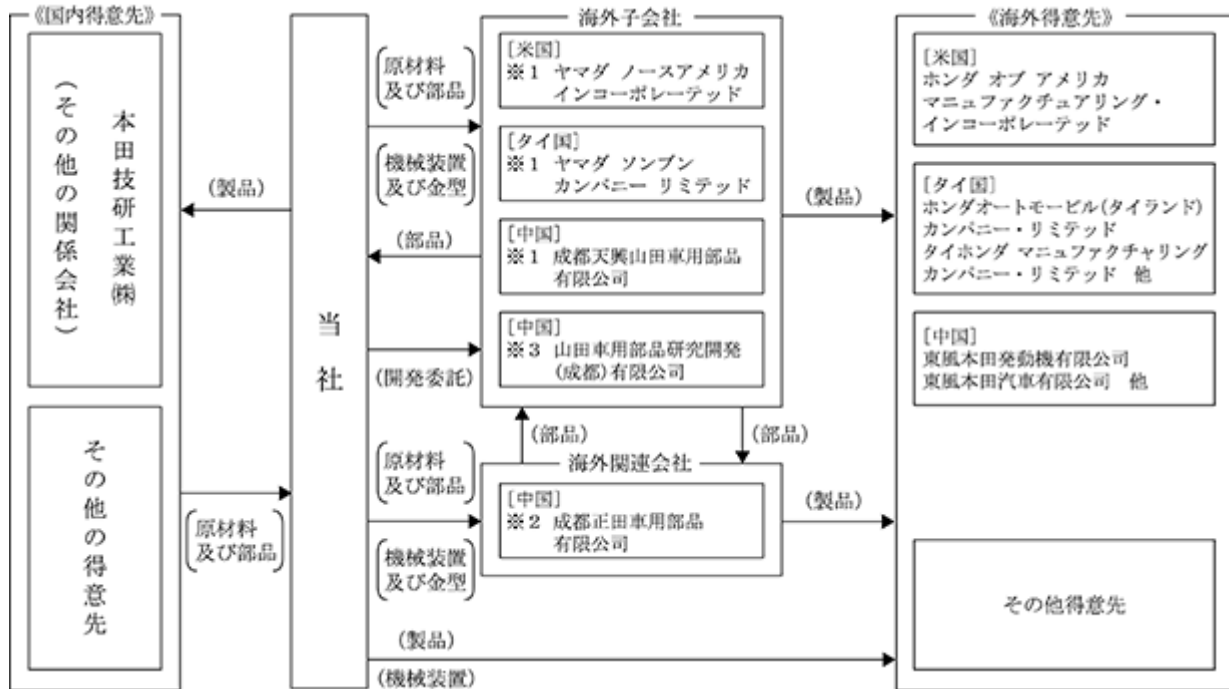 《国内得意先》
本田技研工業㈱
(その他の関係会社)
その他の得意先
(製品)
原材料
及び部品
当社
原材料
及び部品
機械装置
及び金型
(部品)
(開発委託)
原材料
及び部品
機械装置
及び金型
(製品)
(機械装置)
海外子会社
[米国]
※1 ヤマダ ノースアメリカ
インコーポレーテッド
[タイ国]
※1 ヤマダ ソンブン
カンパニー リミテッド
[中国]
※1 成都天興山田車用部品
有限公司
[中国]
※3 山田車用部品研究開発
(成都)有限公司
(部品)
(部品)
海外関連会社
[中国]
※2 成都正田車用部品
有限公司
(製品)
(製品)
《海外得意先》
[米国]
ホンダ オブ アメリカ
マニュファクチュアリング・
インコーポレーテッド
[タイ国]
ホンダオートモービル(タイランド)
カンパニー・リミテッド
タイホンダ マニュファクチャリング
カンパニー・リミテッド 他
[中国]
東風本田発動機有限公司
東風本田汽車有限公司 他
その他得意先